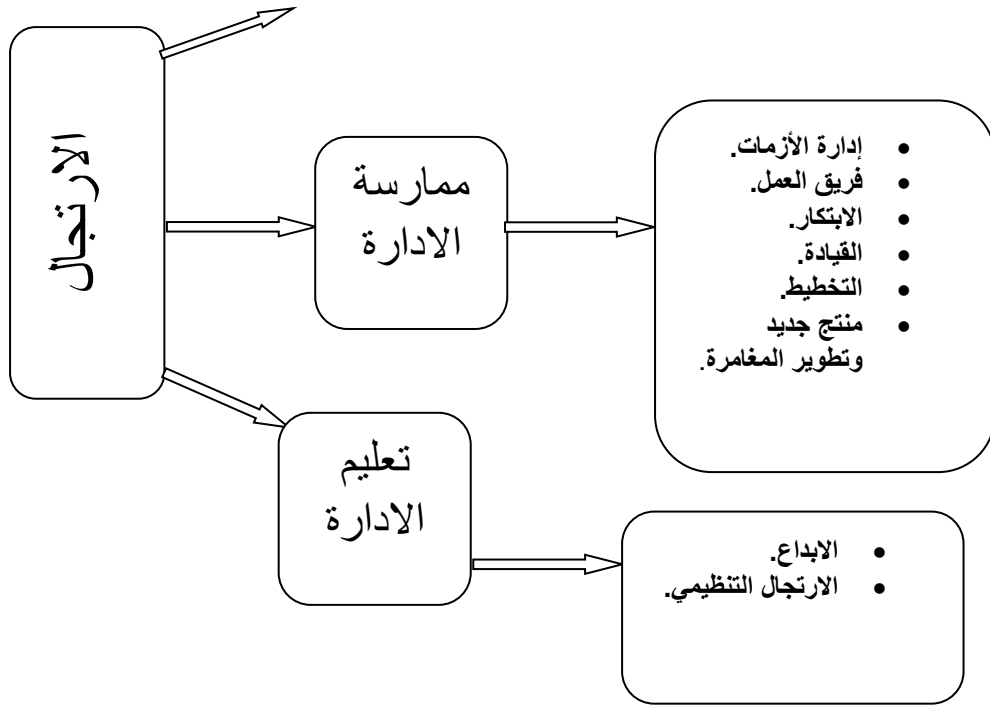 الارتجال
ممارسة
الادارة
• إدارة الأزمات.
• فريق العمل.
• الابتكار.
• القيادة.
• التخطيط.
• منتج جديد
وتطوير المغامرة.
تعليم
الادارة
• الابداع.
• الارتجال التنظيمي.